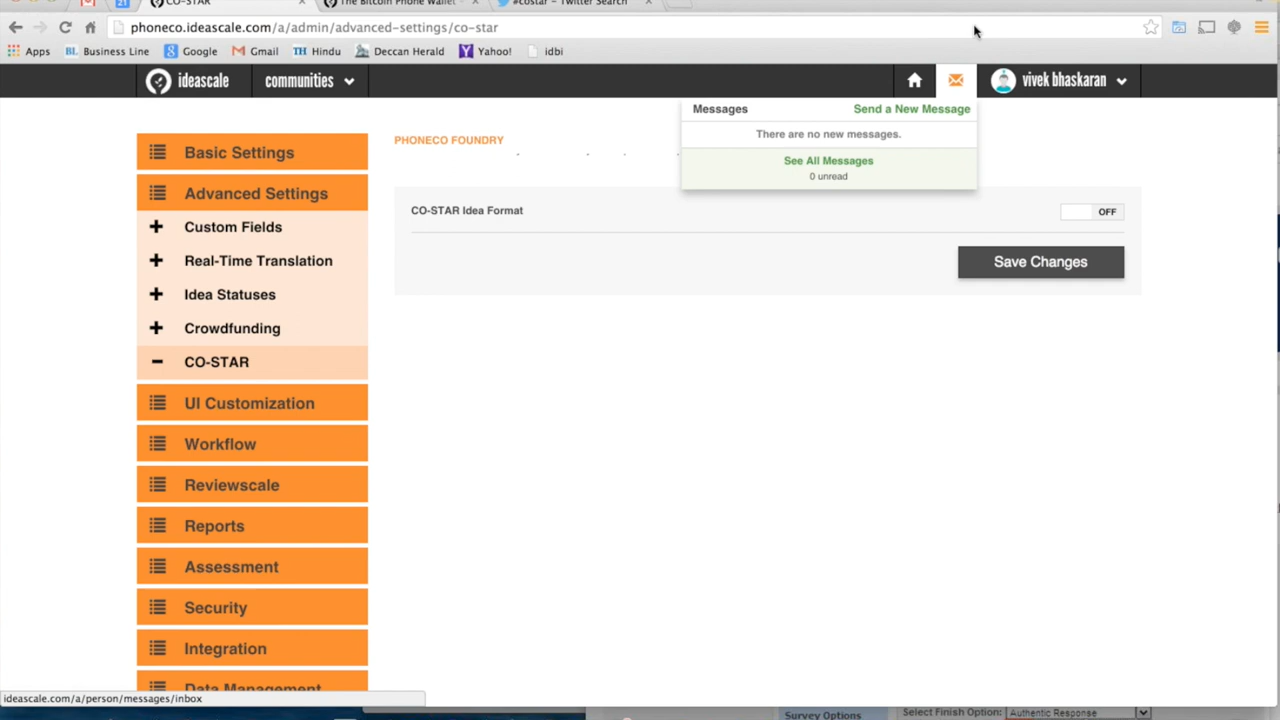 CO-STAR
The Bitcoin Phone Wallet -
#costar - Twitter Search
phoneco.ideascale.com/a/admin/advanced-settings/co-star
Apps BL Business Line Google Gmail TH Hindu Deccan Herald Yahoo! idbi
ideascale communities vivek bhaskaran
Messages Send a New Message
There are no new messages.
See All Messages
0 unread
PHONECO FOUNDRY
CO-STAR Idea Format OFF
Save Changes
Basic Settings
Advanced Settings
Custom Fields
Real-Time Translation
Idea Statuses
Crowdfunding
CO-STAR
UI Customization
Workflow
Reviewscale
Reports
Assessment
Security
Integration
Data Management
ideascale.com/a/person/messages/inbox
Survey Options Select Finish Option: Authentic Response